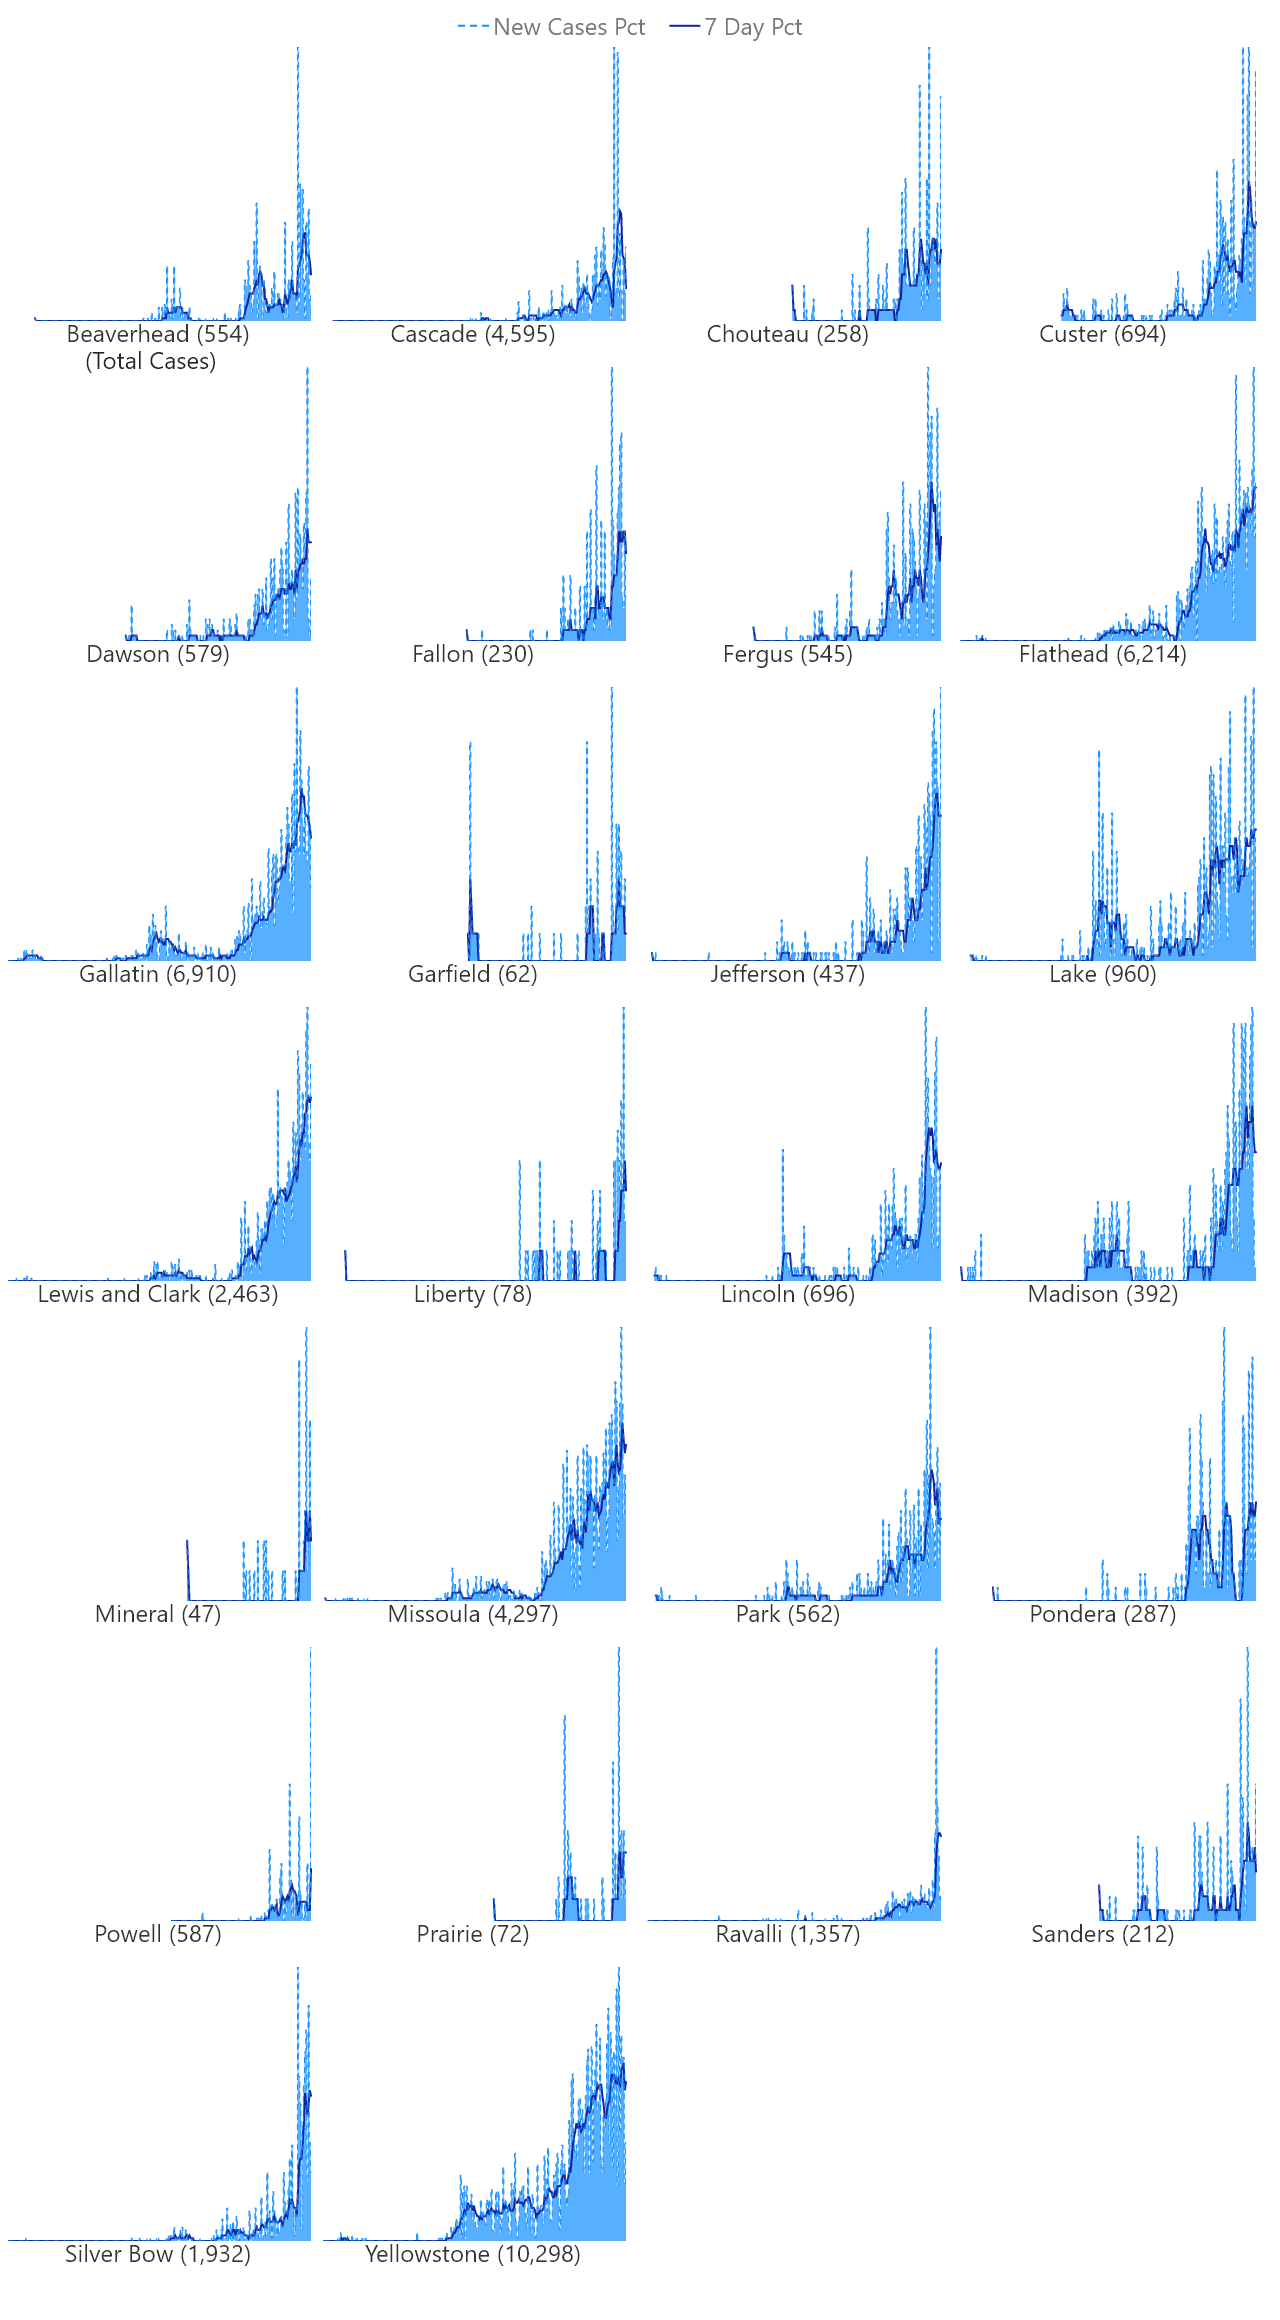 New Cases Pct 7 Day Pct
Beaverhead (554) Cascade (4,595) Chouteau (258) Custer (694)
(Total Cases)
Dawson (579) Fallon (230) Fergus (545) Flathead (6,214)
Gallatin (6,910) Garfield (62) Jefferson (437) Lake (960)
Lewis and Clark (2,463) Liberty (78) Lincoln (696) Madison (392)
Mineral (47) Missoula (4,297) Park (562) Pondera (287)
Powell (587) Prairie (72) Ravalli (1,357) Sanders (212)
Silver Bow (1,932) Yellowstone (10,298)